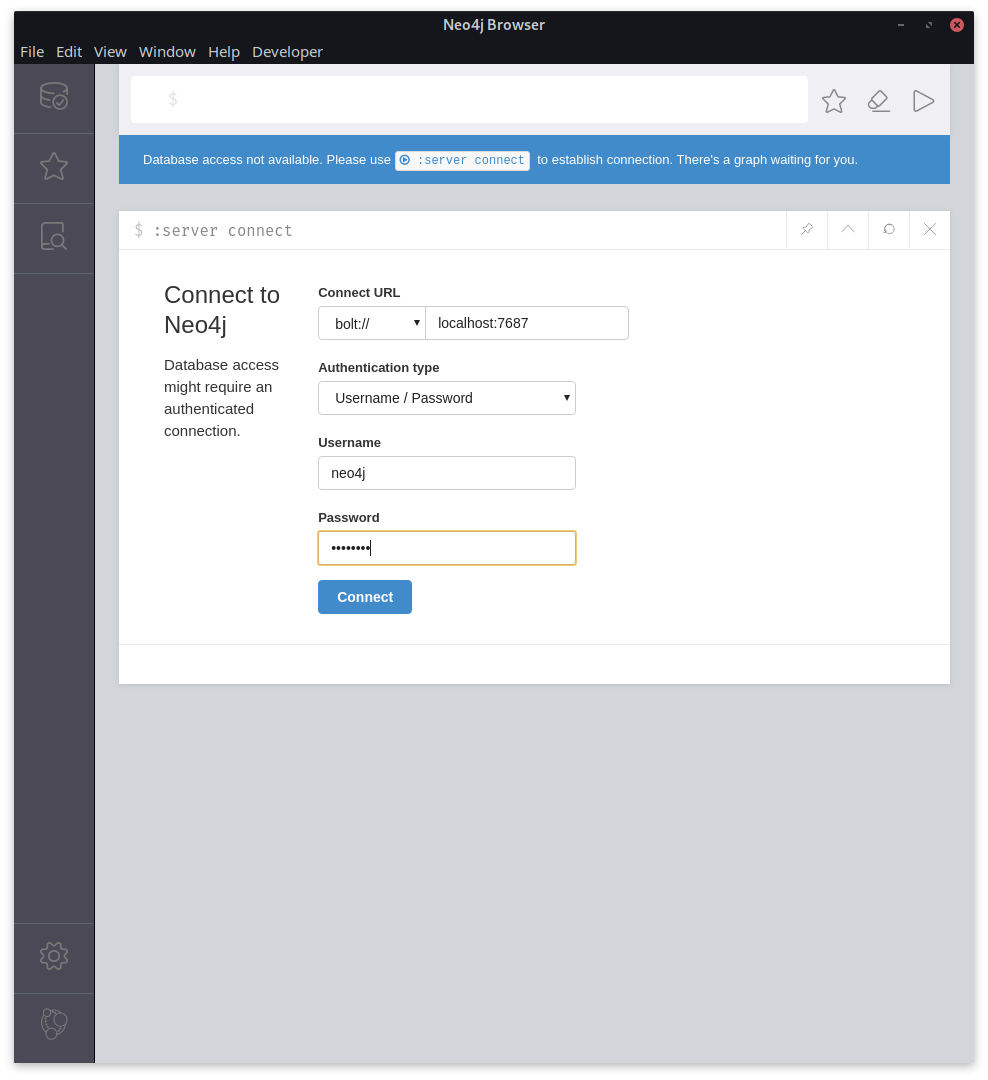 Neo4j Browser
File Edit View Window Help Developer
$
Database access not available. Please use :server connect to establish connection. There's a graph waiting for you.
$ :server connect
Connect to
Neo4j
Database access
might require an
authenticated
connection.
Connect URL
bolt:// localhost:7687
Authentication type
Username / Password
Username
neo4j
Password
••••••••
Connect